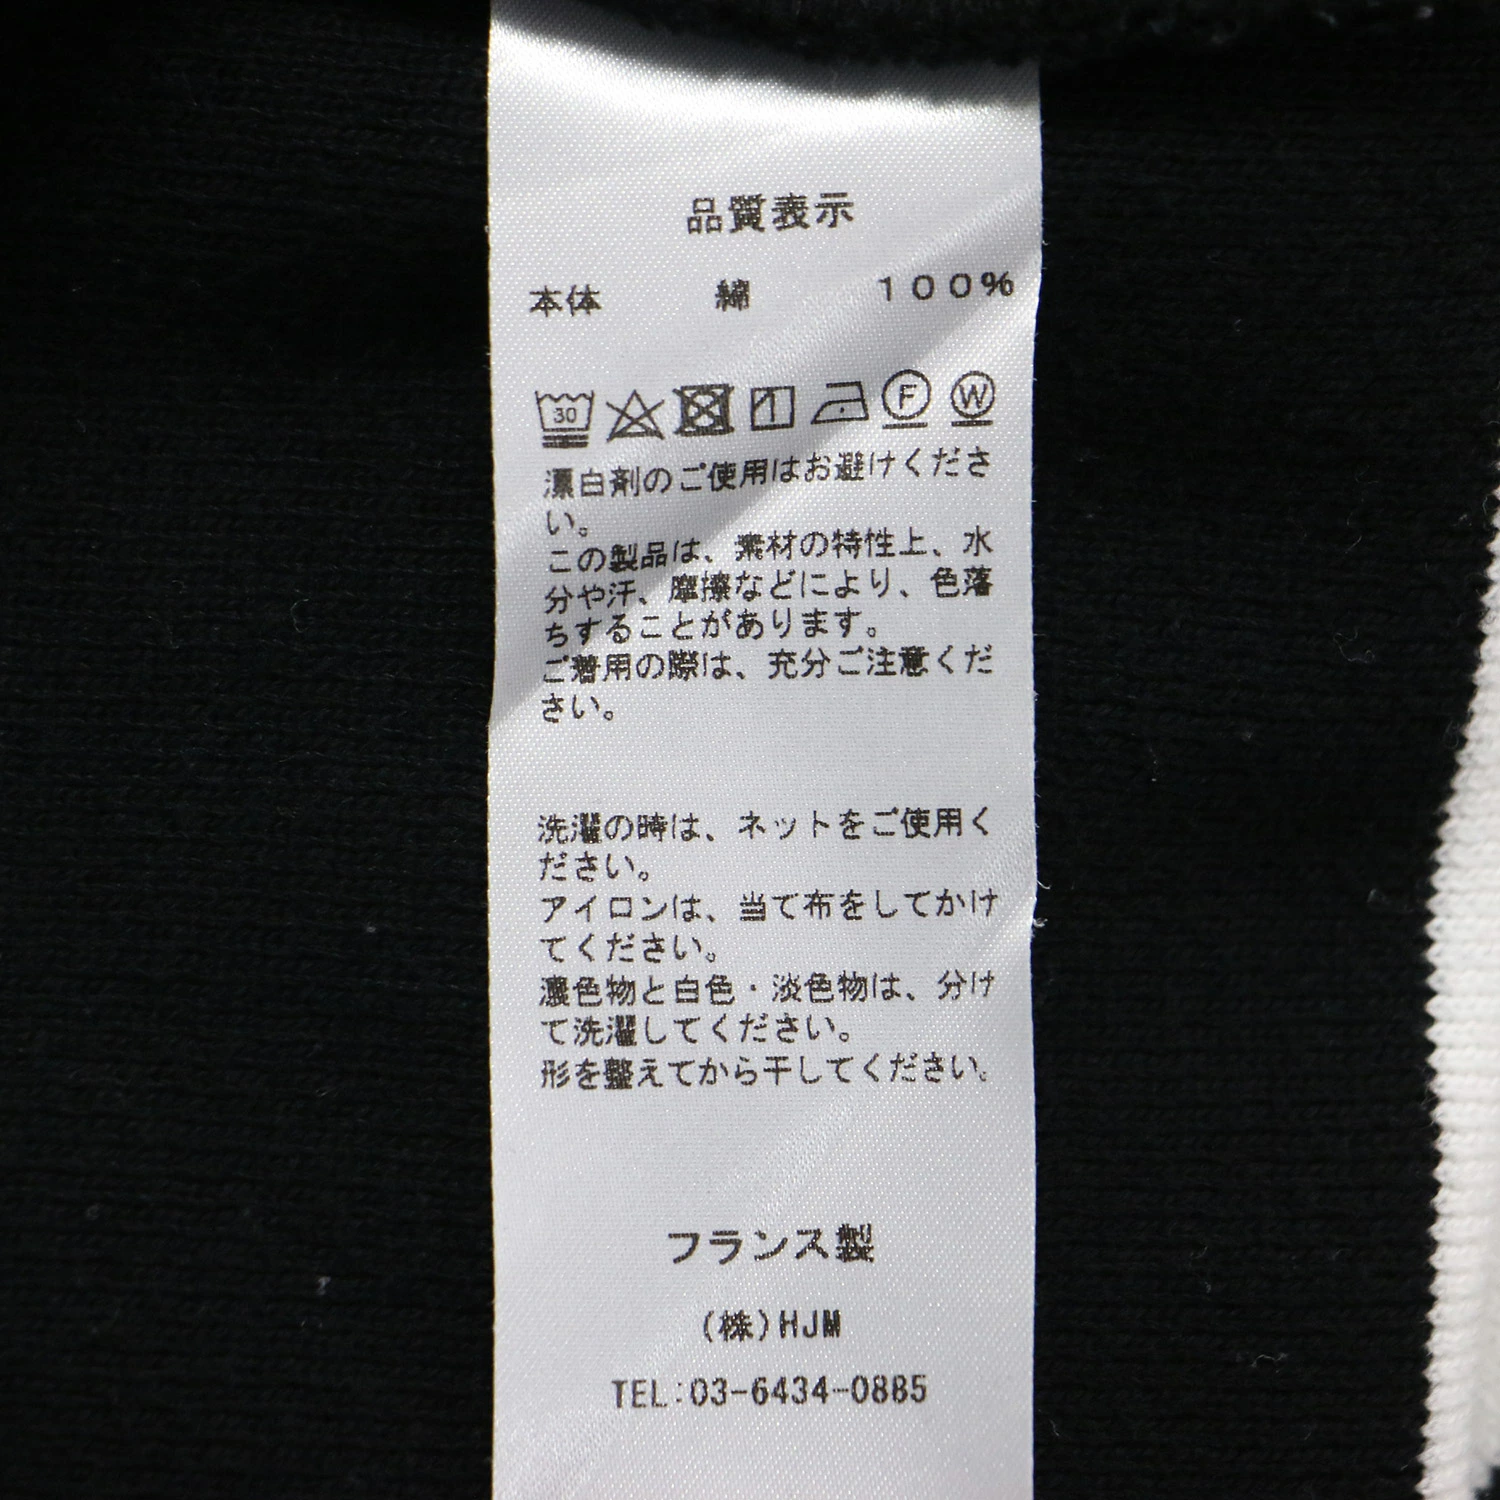 品質表示
本体 綿 100%
30 F W
漂白剤のご使用はお避けくださ
い。
この製品は、素材の特性上、水
分や汗、摩擦などにより、色落
ちすることがあります。
ご着用の際は、充分ご注意くだ
さい。
洗濯の時は、ネットをご使用く
ださい。
アイロンは、当て布をしてかけ
てください。
濃色物と白色・淡色物は、分け
て洗濯してください。
形を整えてから干してください。
フランス製
(株)HJM
TEL:03-6434-0885